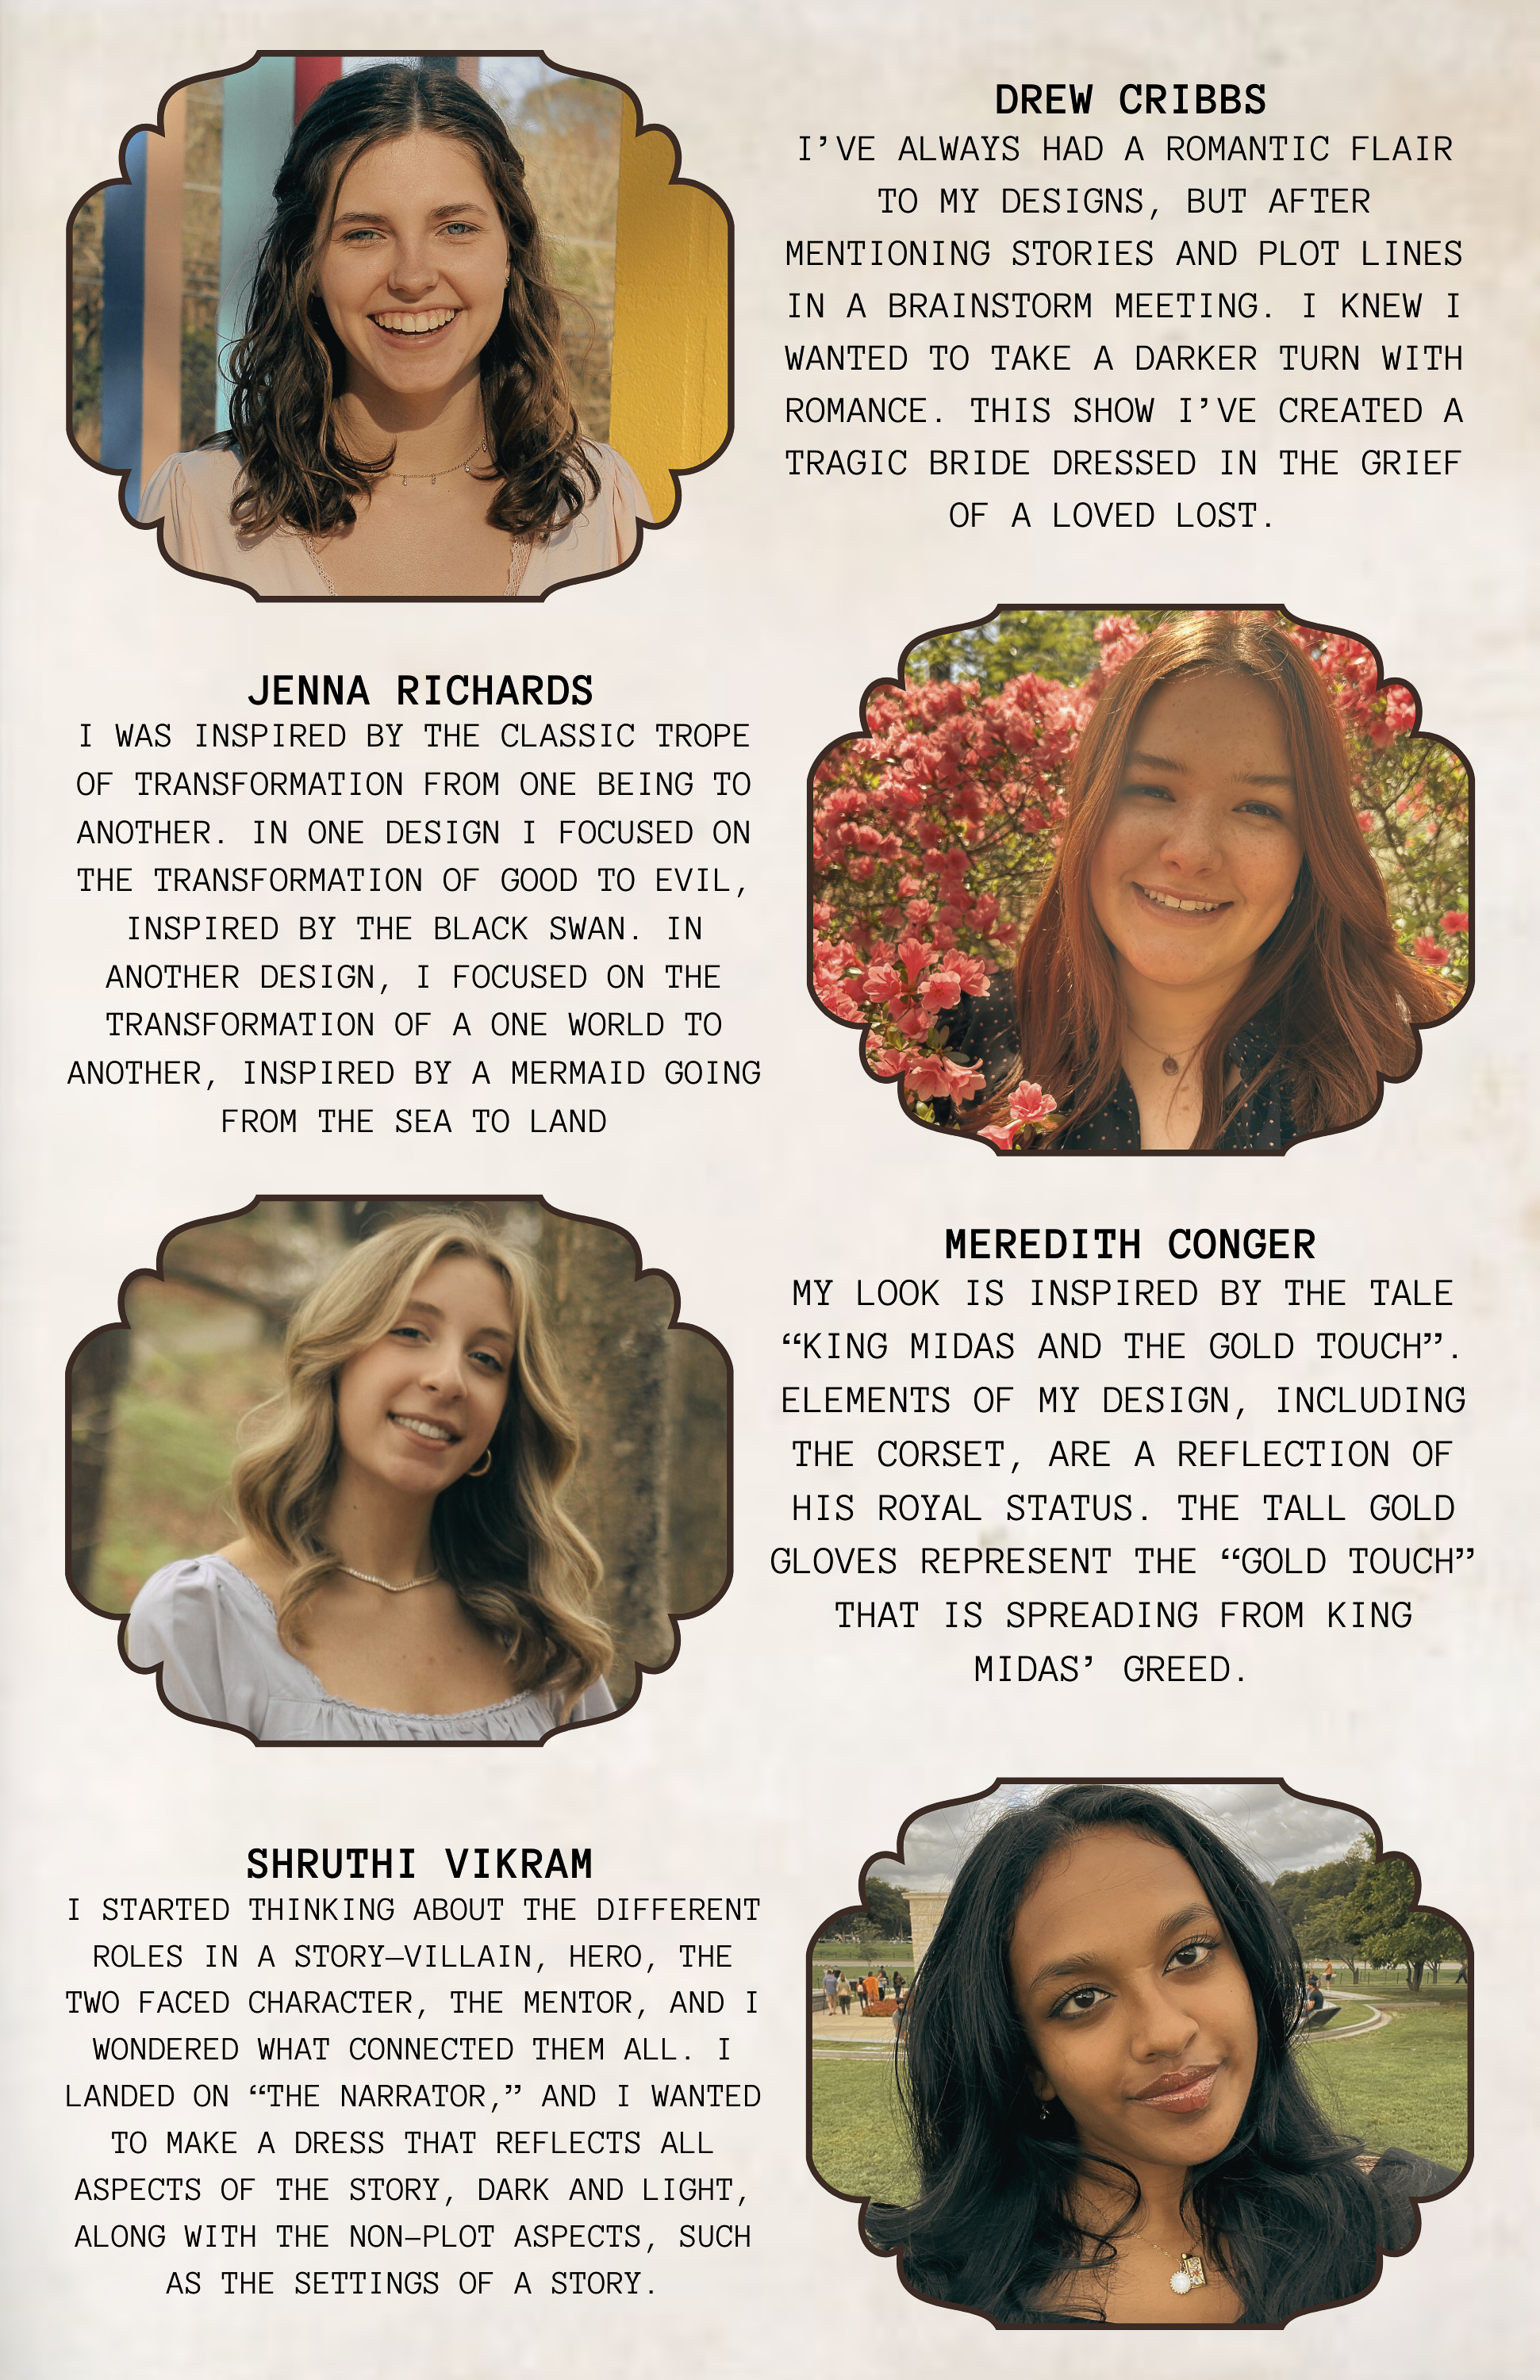 DREW CRIBBS
I’VE ALWAYS HAD A ROMANTIC FLAIR
TO MY DESIGNS, BUT AFTER
MENTIONING STORIES AND PLOT LINES
IN A BRAINSTORM MEETING. I KNEW I
WANTED TO TAKE A DARKER TURN WITH
ROMANCE. THIS SHOW I’VE CREATED A
TRAGIC BRIDE DRESSED IN THE GRIEF
OF A LOVED LOST.
JENNA RICHARDS
I WAS INSPIRED BY THE CLASSIC TROPE
OF TRANSFORMATION FROM ONE BEING TO
ANOTHER. IN ONE DESIGN I FOCUSED ON
THE TRANSFORMATION OF GOOD TO EVIL,
INSPIRED BY THE BLACK SWAN. IN
ANOTHER DESIGN, I FOCUSED ON THE
TRANSFORMATION OF A ONE WORLD TO
ANOTHER, INSPIRED BY A MERMAID GOING
FROM THE SEA TO LAND
MEREDITH CONGER
MY LOOK IS INSPIRED BY THE TALE
“KING MIDAS AND THE GOLD TOUCH”.
ELEMENTS OF MY DESIGN, INCLUDING
THE CORSET, ARE A REFLECTION OF
HIS ROYAL STATUS. THE TALL GOLD
GLOVES REPRESENT THE “GOLD TOUCH”
THAT IS SPREADING FROM KING
MIDAS’ GREED.
SHRUTHI VIKRAM
I STARTED THINKING ABOUT THE DIFFERENT
ROLES IN A STORY—VILLAIN, HERO, THE
TWO FACED CHARACTER, THE MENTOR, AND I
WONDERED WHAT CONNECTED THEM ALL. I
LANDED ON “THE NARRATOR,” AND I WANTED
TO MAKE A DRESS THAT REFLECTS ALL
ASPECTS OF THE STORY, DARK AND LIGHT,
ALONG WITH THE NON-PLOT ASPECTS, SUCH
AS THE SETTINGS OF A STORY.